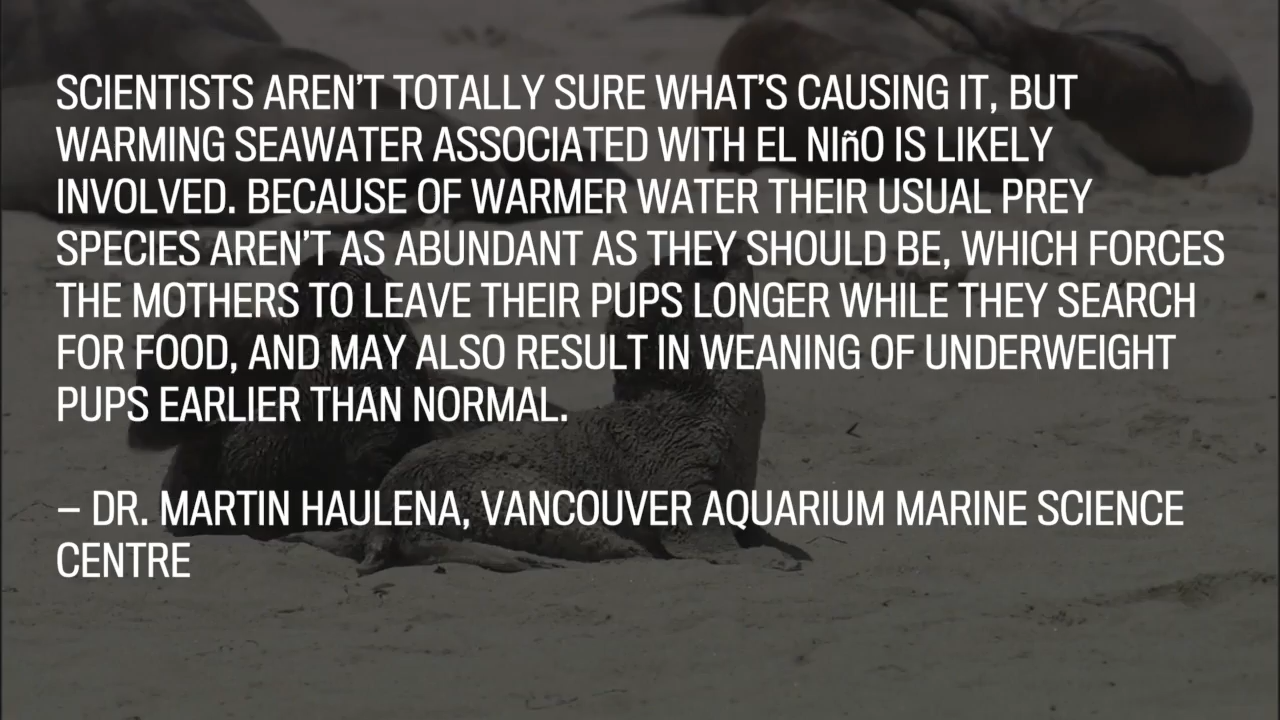 SCIENTISTS AREN’T TOTALLY SURE WHAT’S CAUSING IT, BUT
WARMING SEAWATER ASSOCIATED WITH EL NIñO IS LIKELY
INVOLVED. BECAUSE OF WARMER WATER THEIR USUAL PREY
SPECIES AREN’T AS ABUNDANT AS THEY SHOULD BE, WHICH FORCES
THE MOTHERS TO LEAVE THEIR PUPS LONGER WHILE THEY SEARCH
FOR FOOD, AND MAY ALSO RESULT IN WEANING OF UNDERWEIGHT
PUPS EARLIER THAN NORMAL.
– DR. MARTIN HAULENA, VANCOUVER AQUARIUM MARINE SCIENCE
CENTRE